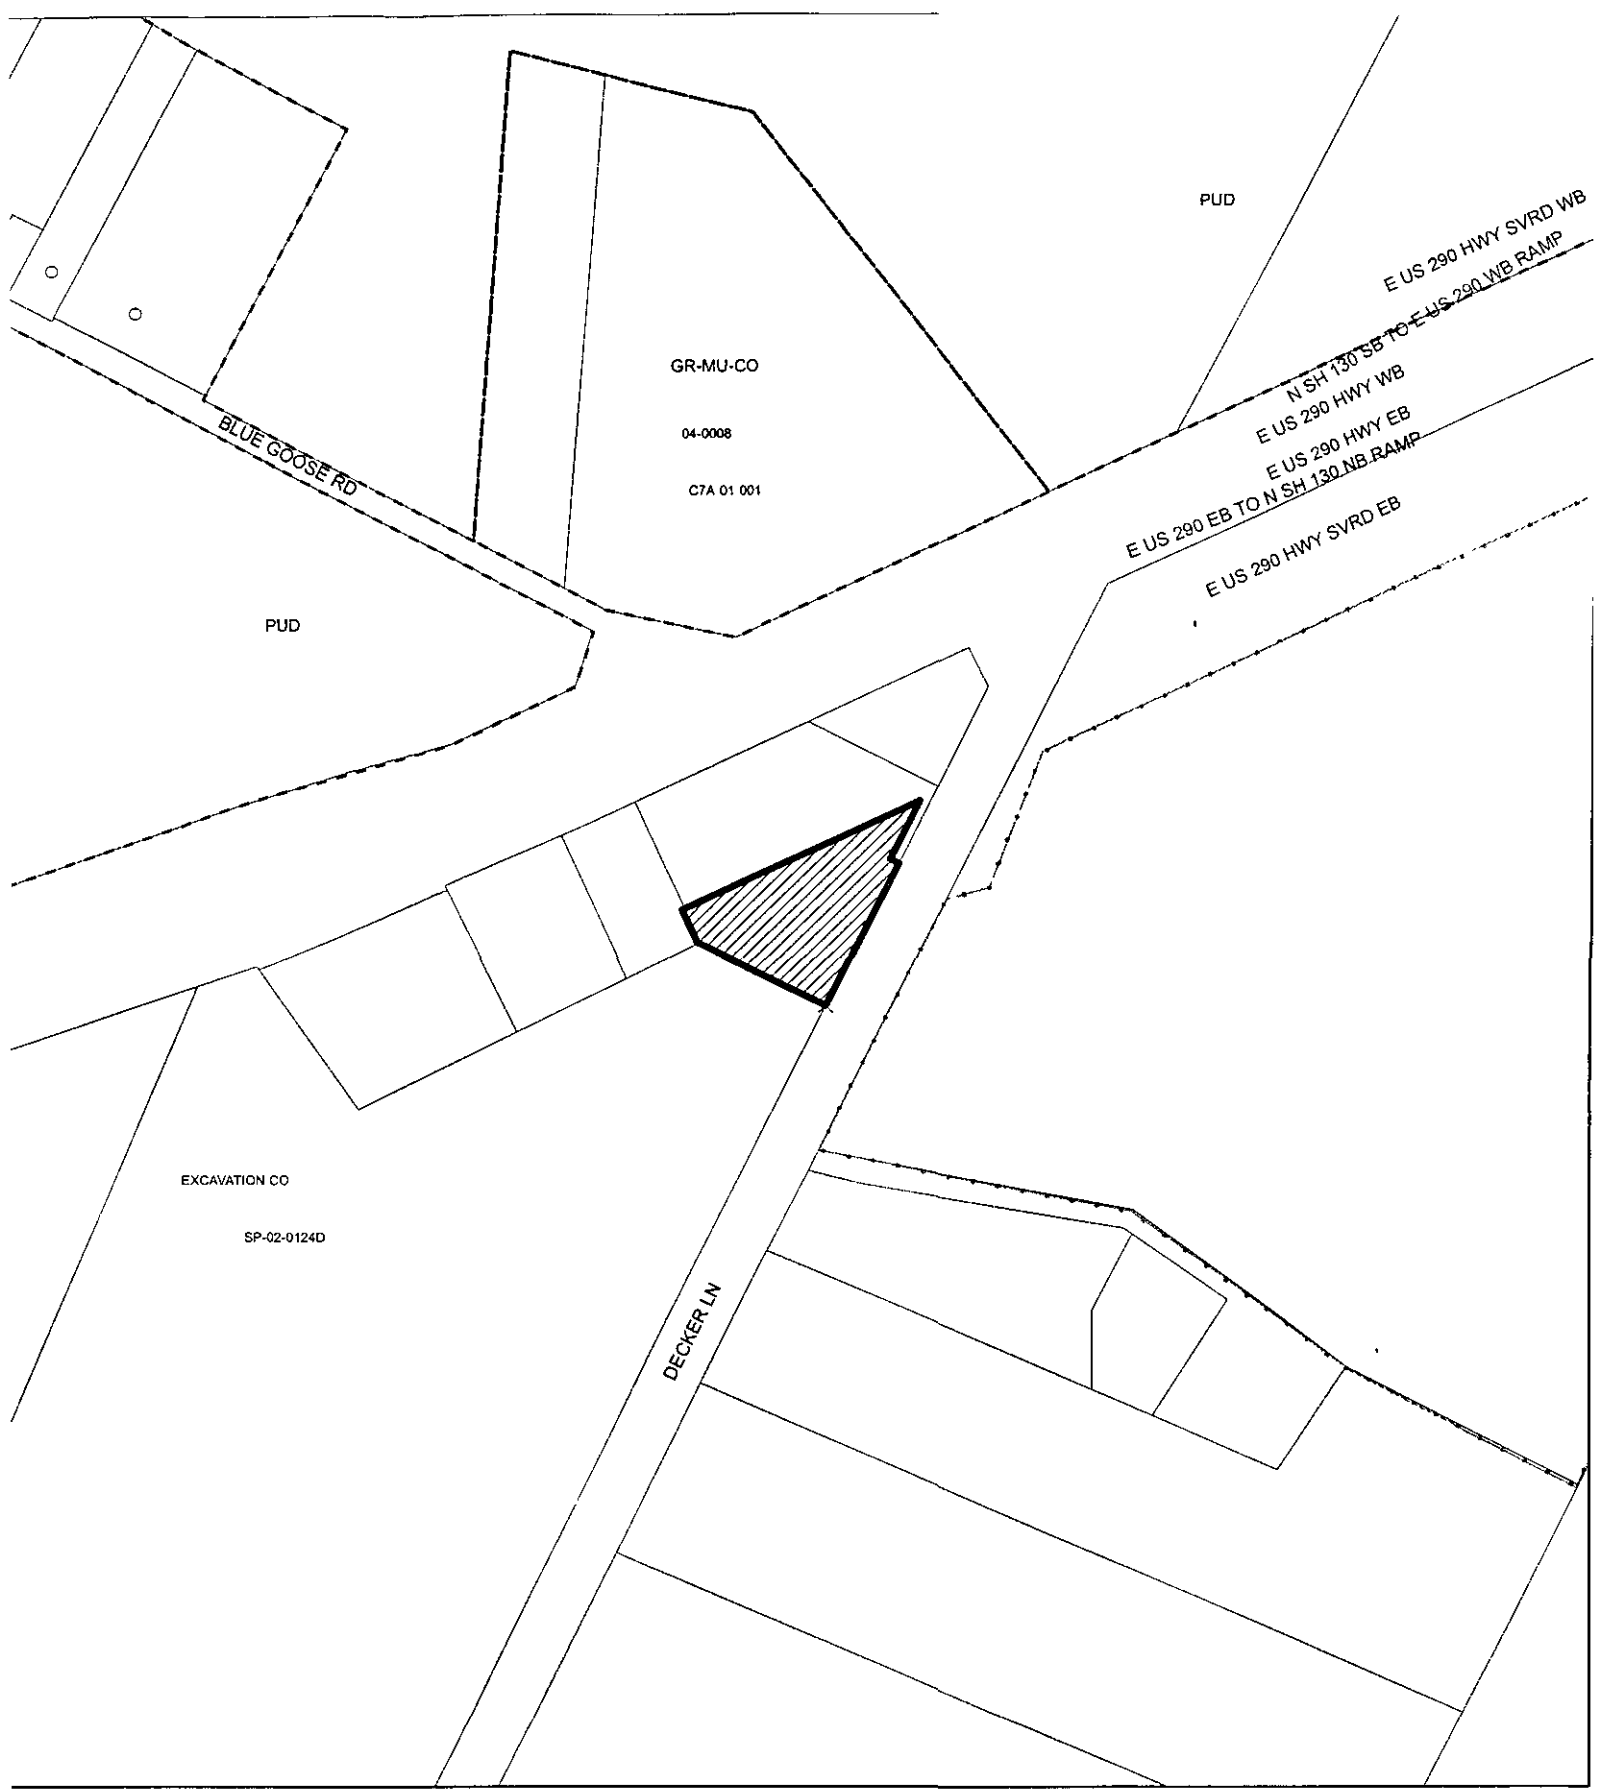 PUD
E US 290 HWY SVRD WB
N SH 130 SB TO E US 290 WB RAMP
E US 290 HWY WB
E US 290 HWY EB
E US 290 EB TO N SH 130 NB RAMP
E US 290 HWY SVRD EB
GR-MU-CO
04-0008
C7A 01 001
BLUE GOOSE RD
PUD
EXCAVATION CO
SP-02-0124D
DECKER LN